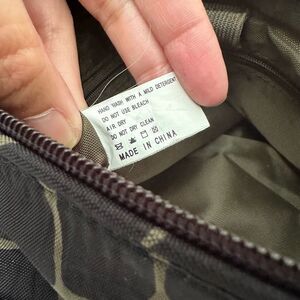 HAND WASH WITH A MILD DETERGENT
DO NOT USE BLEACH
AIR DRY
DO NOT DRY CLEAN
MADE IN CHINA